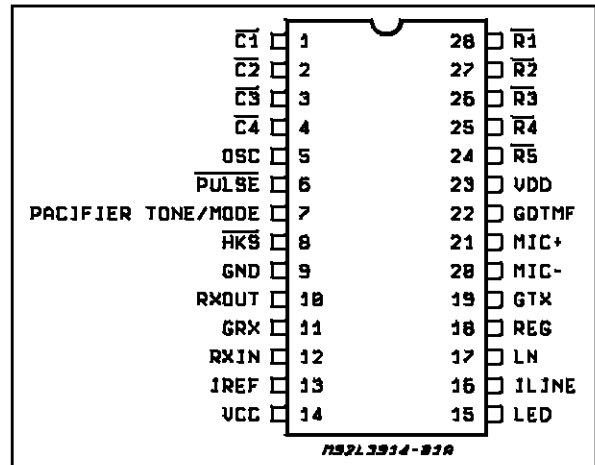 C1 1 28 R1
C2 2 27 R2
C3 3 26 R3
C4 4 25 R4
OSC 5 24 R5
PULSE 6 23 VDD
PACIFIER TONE/MODE 7 22 GDTMF
HKS 8 21 MIC+
GND 9 20 MIC-
RXOUT 10 19 GTX
GRX 11 18 REG
RXIN 12 17 LN
IREF 13 16 ILINE
VCC 14 15 LED
M92L3914-01A